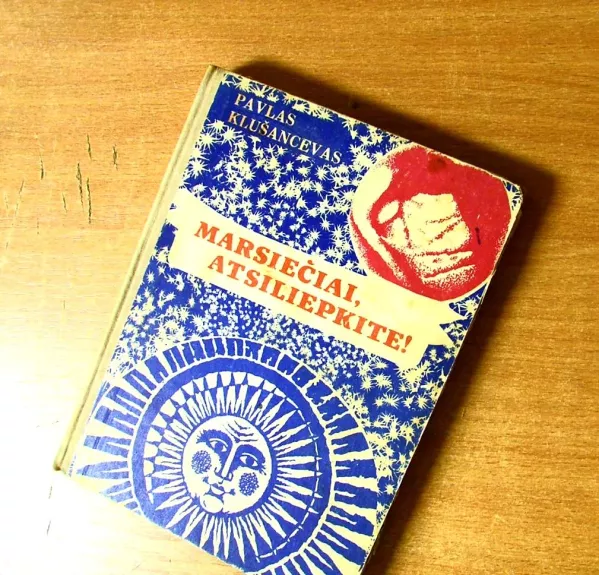 PAVLAS
KLUŠANCEVAS
MARSIEČIAI,
ATSILIEPKITE!